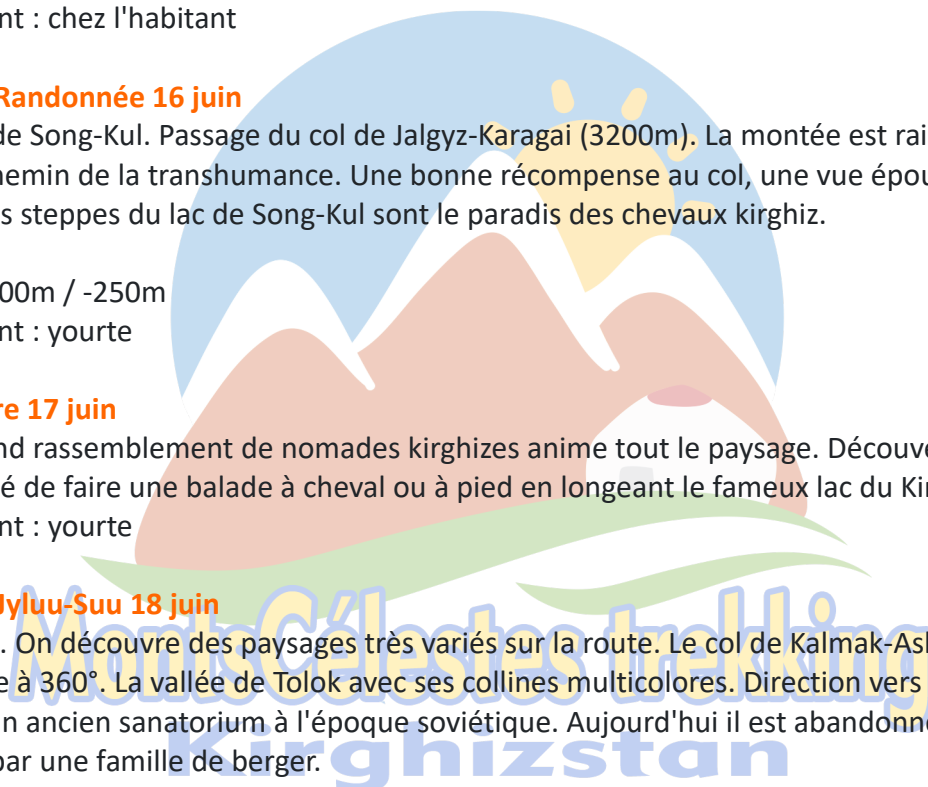 nt : chez l'habitant
Randonnée 16 juin
de Song-Kul. Passage du col de Jalgyz-Karagai (3200m). La montée est rai
hemin de la transhumance. Une bonne récompense au col, une vue épou
s steppes du lac de Song-Kul sont le paradis des chevaux kirghiz.
00m / -250m
nt : yourte
re 17 juin
nd rassemblement de nomades kirghizes anime tout le paysage. Découve
é de faire une balade à cheval ou à pied en longeant le fameux lac du Kir
nt : yourte
Jyluu-Suu 18 juin
. On découvre des paysages très variés sur la route. Le col de Kalmak-Ash
e à 360°. La vallée de Tolok avec ses collines multicolores. Direction vers
n ancien sanatorium à l'époque soviétique. Aujourd'hui il est abandonné
par une famille de berger.
MontsCélestes trekking
Kirghizstan